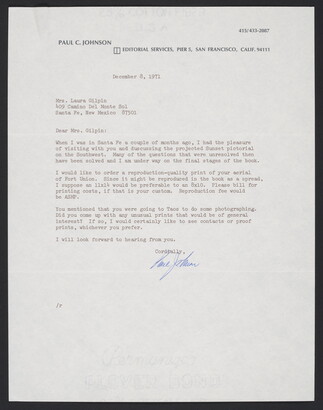 415/433-2087
PAUL C. JOHNSON
EDITORIAL SERVICES, PIER 5, SAN FRANCISCO, CALIF. 94111
December 8, 1971
Mrs. Laura Gilpin
409 Camino Del Monte Sol
Santa Fe, New Mexico 87501
Dear Mrs. Gilpin:
When I was in Santa Fe a couple of months ago, I had the pleasure
of visiting with you and discussing the projected Sunset pictorial
on the Southwest. Many of the questions that were unresolved then
have been solved and I am under way on the final stages of the book.
I would like to order a reproduction-quality print of your aerial
of Fort Union. Since it might be reproduced in the book as a spread,
I suppose an 11x14 would be preferable to an 8x10. Please bill for
printing costs, if that is your custom. Reproduction fee would
be ASMP.
You mentioned that you were going to Taos to do some photographing.
Did you come up with any unusual prints that would be of general
interest? If so, I would certainly like to see contacts or proof
prints, whichever you prefer.
I will look forward to hearing from you.
Cordially,
Paul Johnson
/r